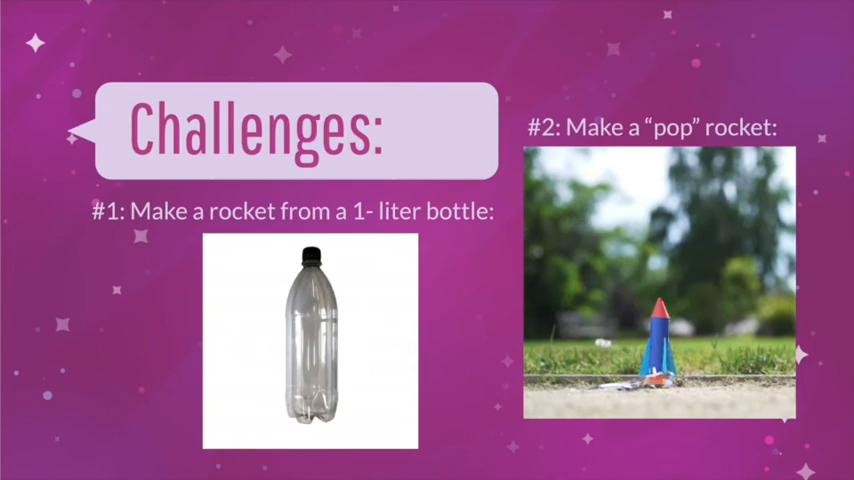 Challenges:
#1: Make a rocket from a 1- liter bottle:
#2: Make a “pop” rocket: